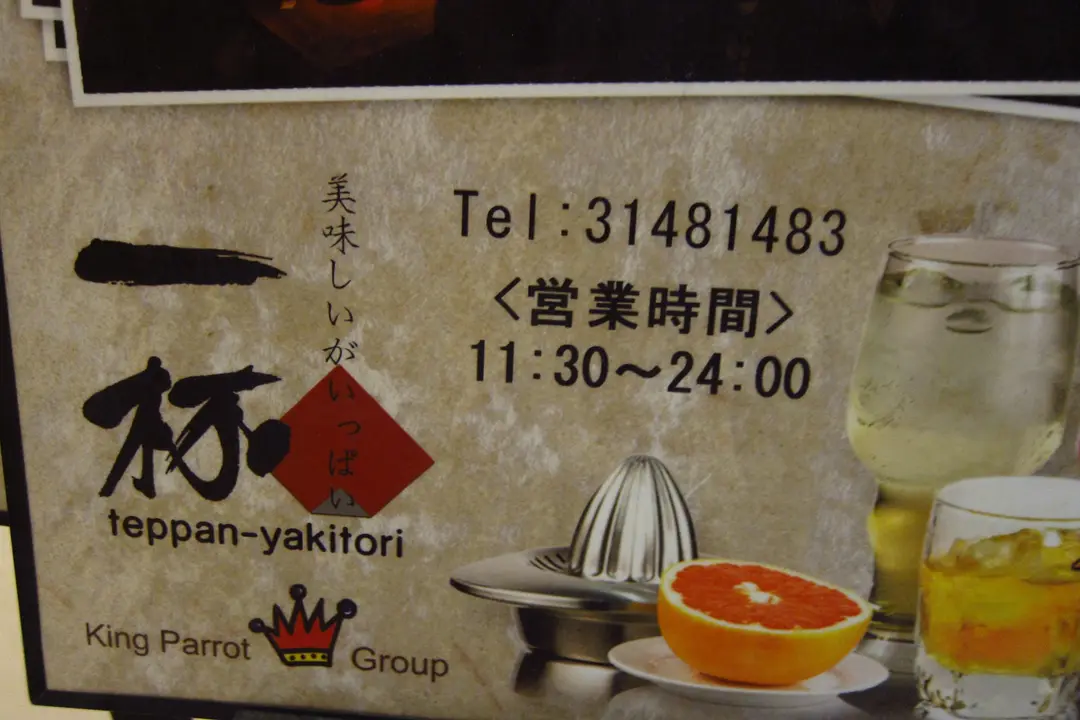 一杯
美味しいがいっぱい
teppan-yakitori
King Parrot Group
Tel:31481483
<営業時間>
11:30～24:00